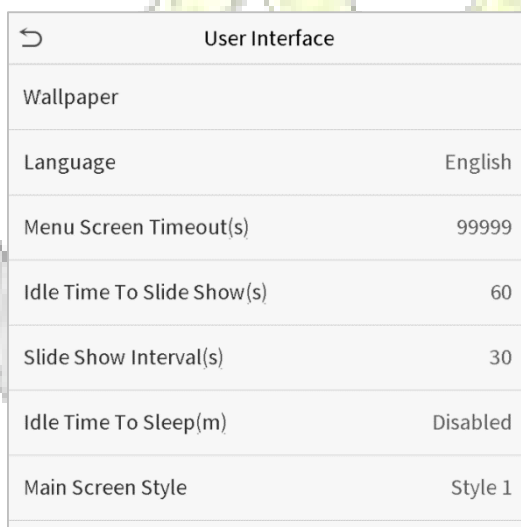 User Interface
Wallpaper
Language English
Menu Screen Timeout(s) 99999
Idle Time To Slide Show(s) 60
Slide Show Interval(s) 30
Idle Time To Sleep(m) Disabled
Main Screen Style Style 1